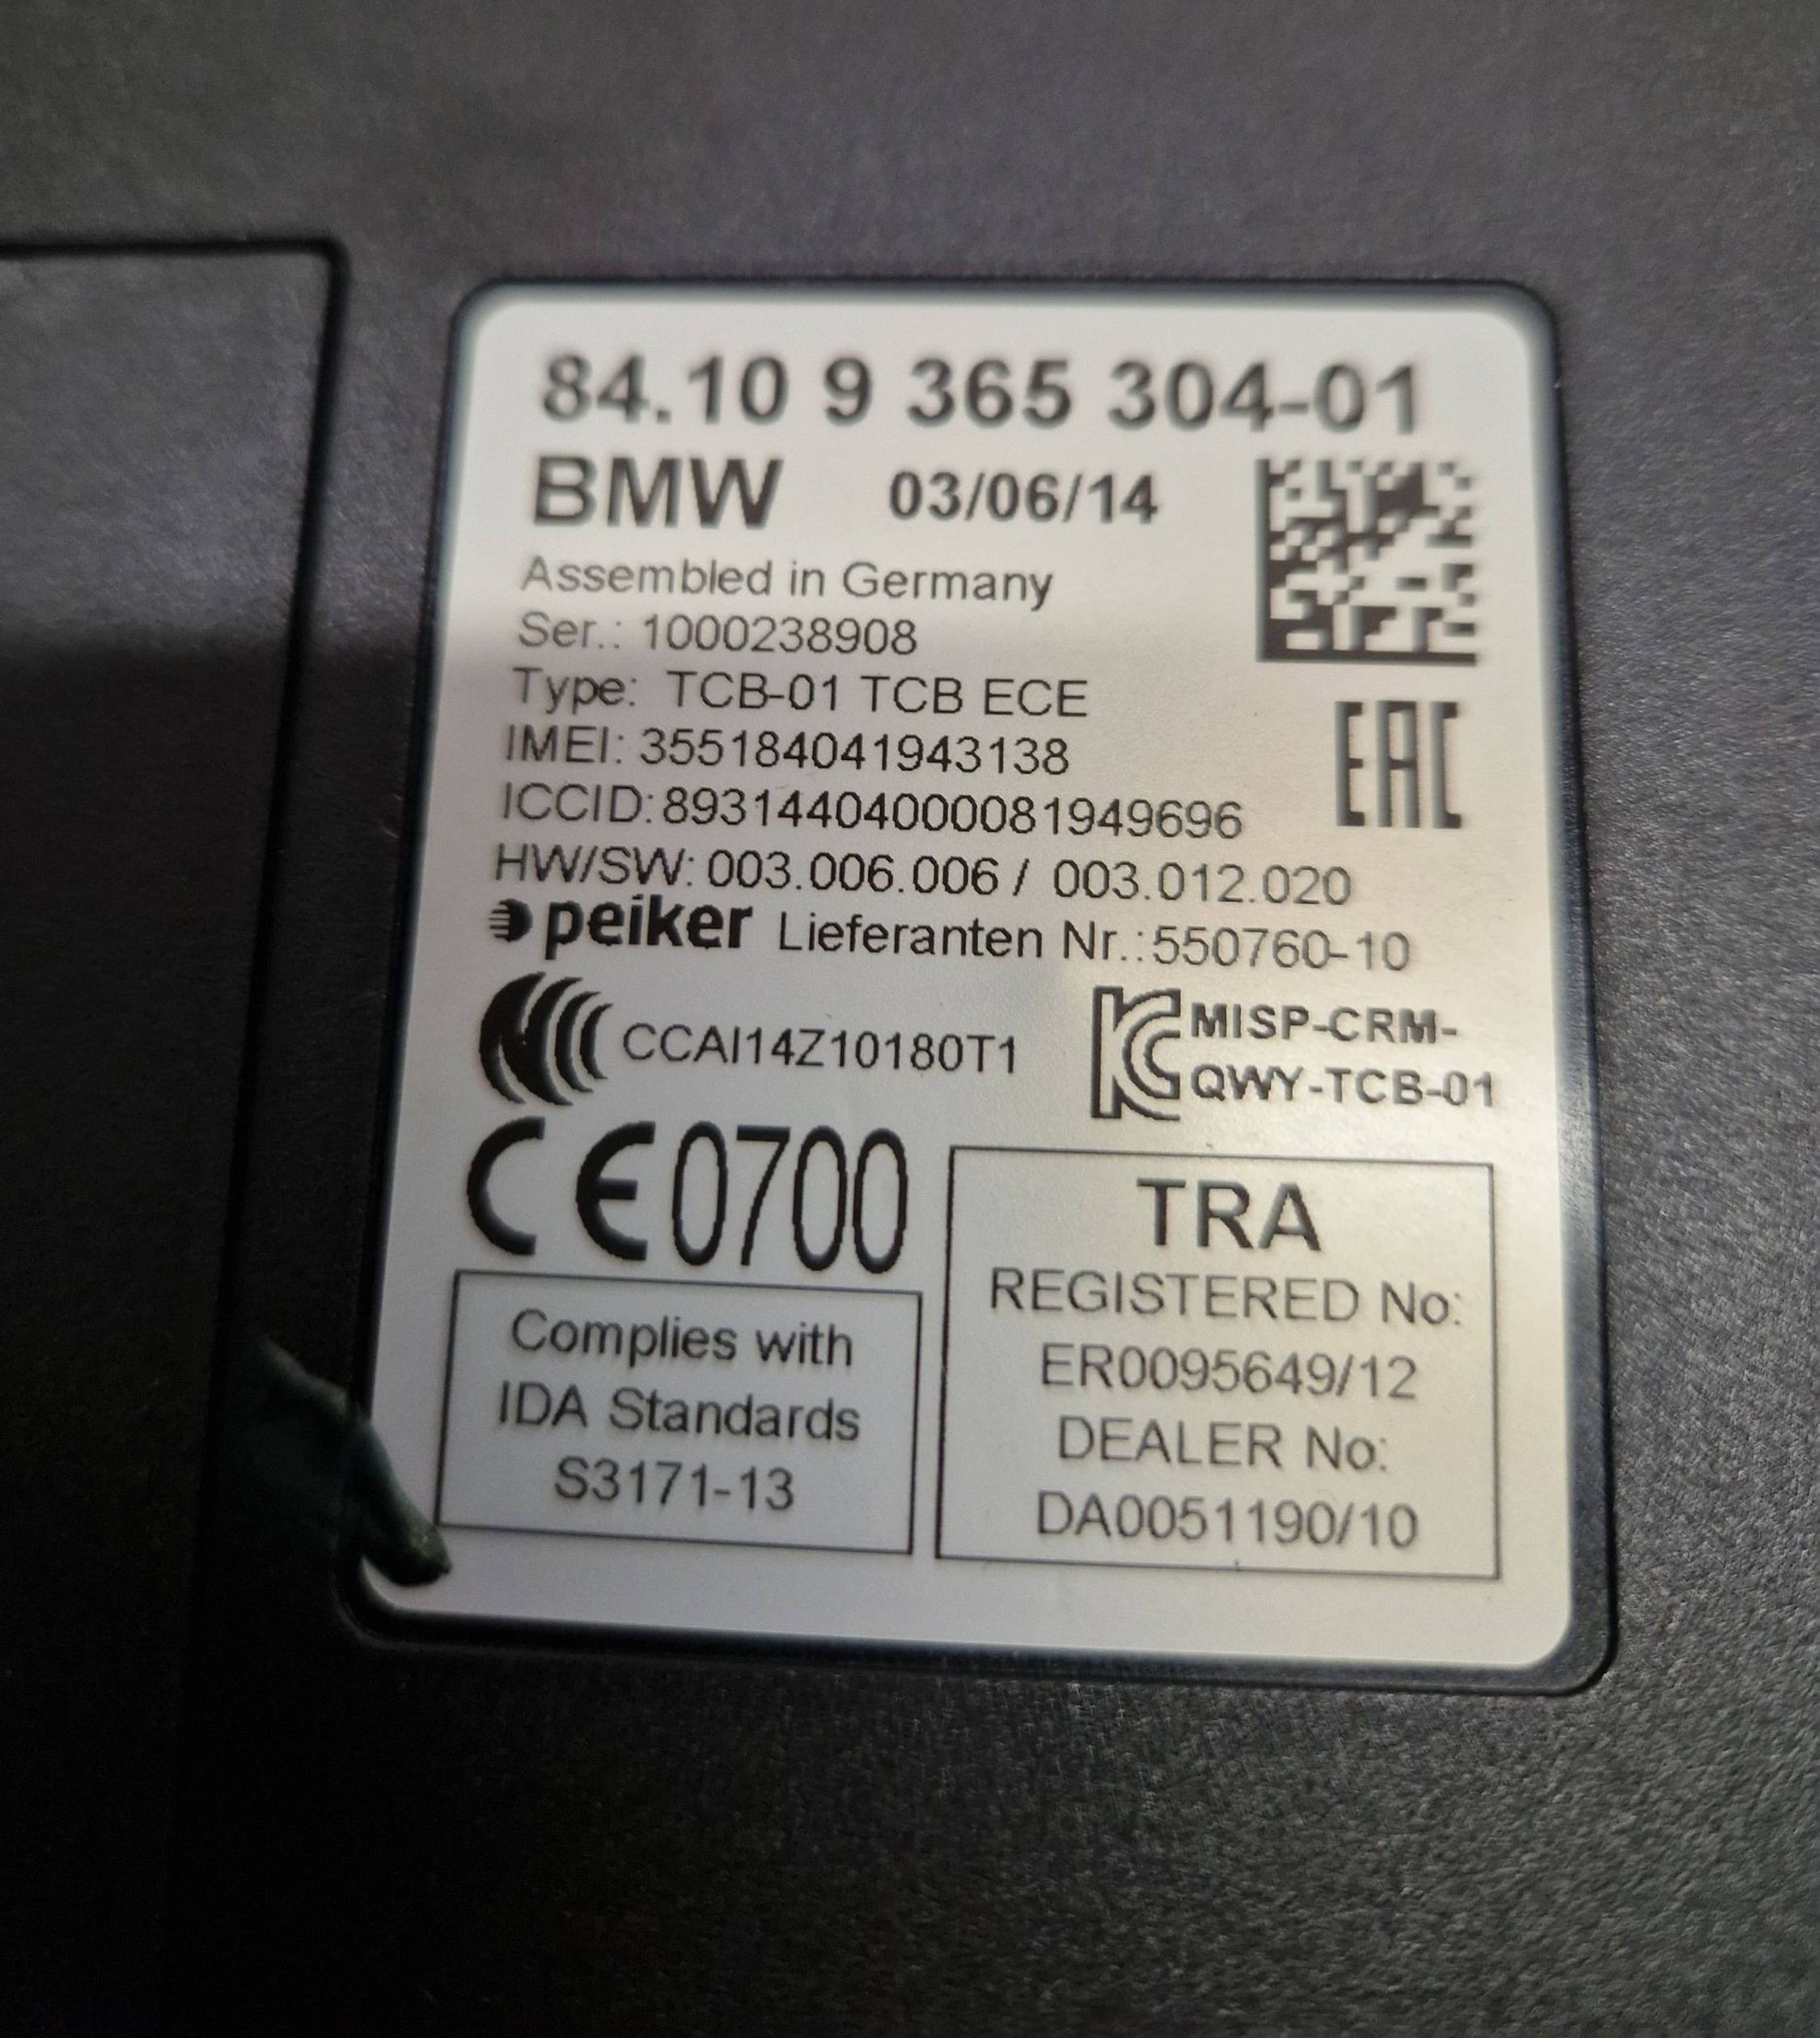 84.10 9 365 304-01
BMW 03/06/14
Assembled in Germany
Ser.: 1000238908
Type: TCB-01 TCB ECE
IMEI: 355184041943138
EAC
ICCID: 893144040000081949696
HW/SW: 003.006.006 / 003.012.020
peiker Lieferanten Nr.:550760-10
CCAI14Z10180T1
MISP-CRM-
QWY-TCB-01
CE0700
Complies with
IDA Standards
S3171-13
TRA
REGISTERED No:
ER0095649/12
DEALER No:
DA0051190/10